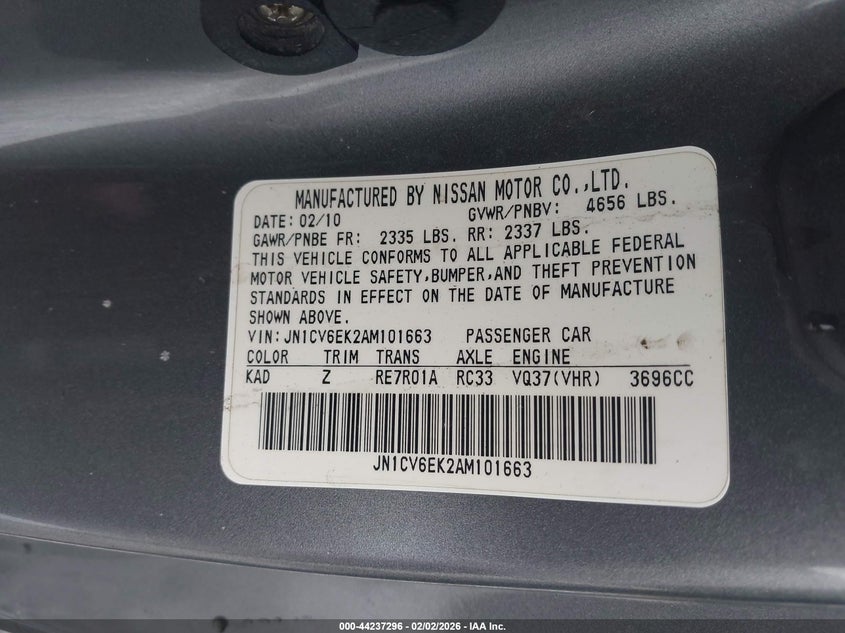 MANUFACTURED BY NISSAN MOTOR CO.,LTD.
DATE: 02/10 GVWR/PNBV: 4656 LBS.
GAWR/PNBE FR: 2335 LBS. RR: 2337 LBS.
THIS VEHICLE CONFORMS TO ALL APPLICABLE FEDERAL
MOTOR VEHICLE SAFETY,BUMPER,AND THEFT PREVENTION
STANDARDS IN EFFECT ON THE DATE OF MANUFACTURE
SHOWN ABOVE.
VIN:JN1CV6EK2AM101663 PASSENGER CAR
COLOR TRIM TRANS AXLE ENGINE
KAD Z RE7R01A RC33 VQ37(VHR) 3696CC
JN1CV6EK2AM101663
000-44237296 - 02/02/2026 - IAA Inc.